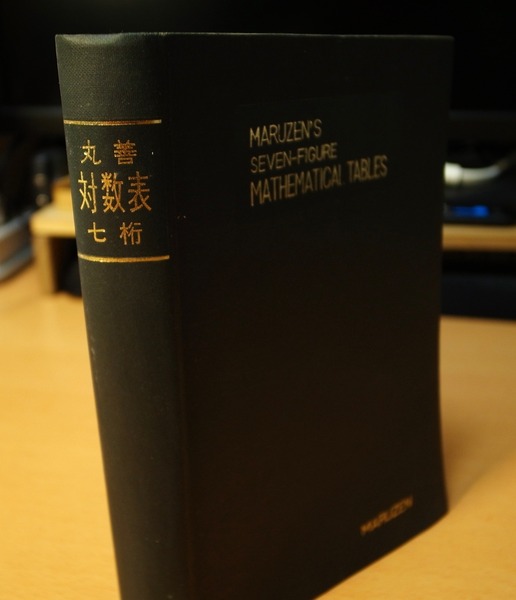 丸善
対数表
七桁
MARUZEN'S
SEVEN-FIGURE
MATHEMATICAL TABLES
MARUZEN